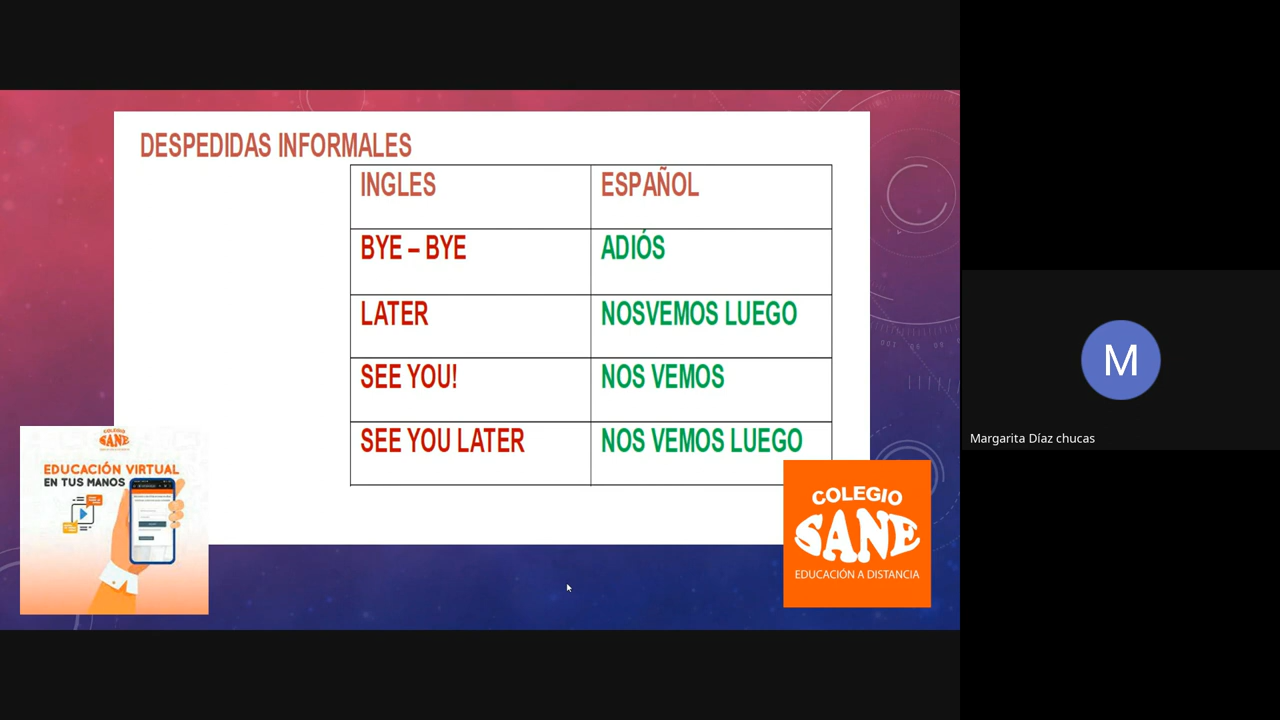 DESPEDIDAS INFORMALES
INGLES ESPAÑOL
BYE – BYE ADIÓS
LATER NOSVEMOS LUEGO
SEE YOU! NOS VEMOS
SEE YOU LATER NOS VEMOS LUEGO
COLEGIO
SANE
EDUCACIÓN VIRTUAL
EN TUS MANOS
COLEGIO
SANE
EDUCACIÓN A DISTANCIA
M
Margarita Díaz chucas